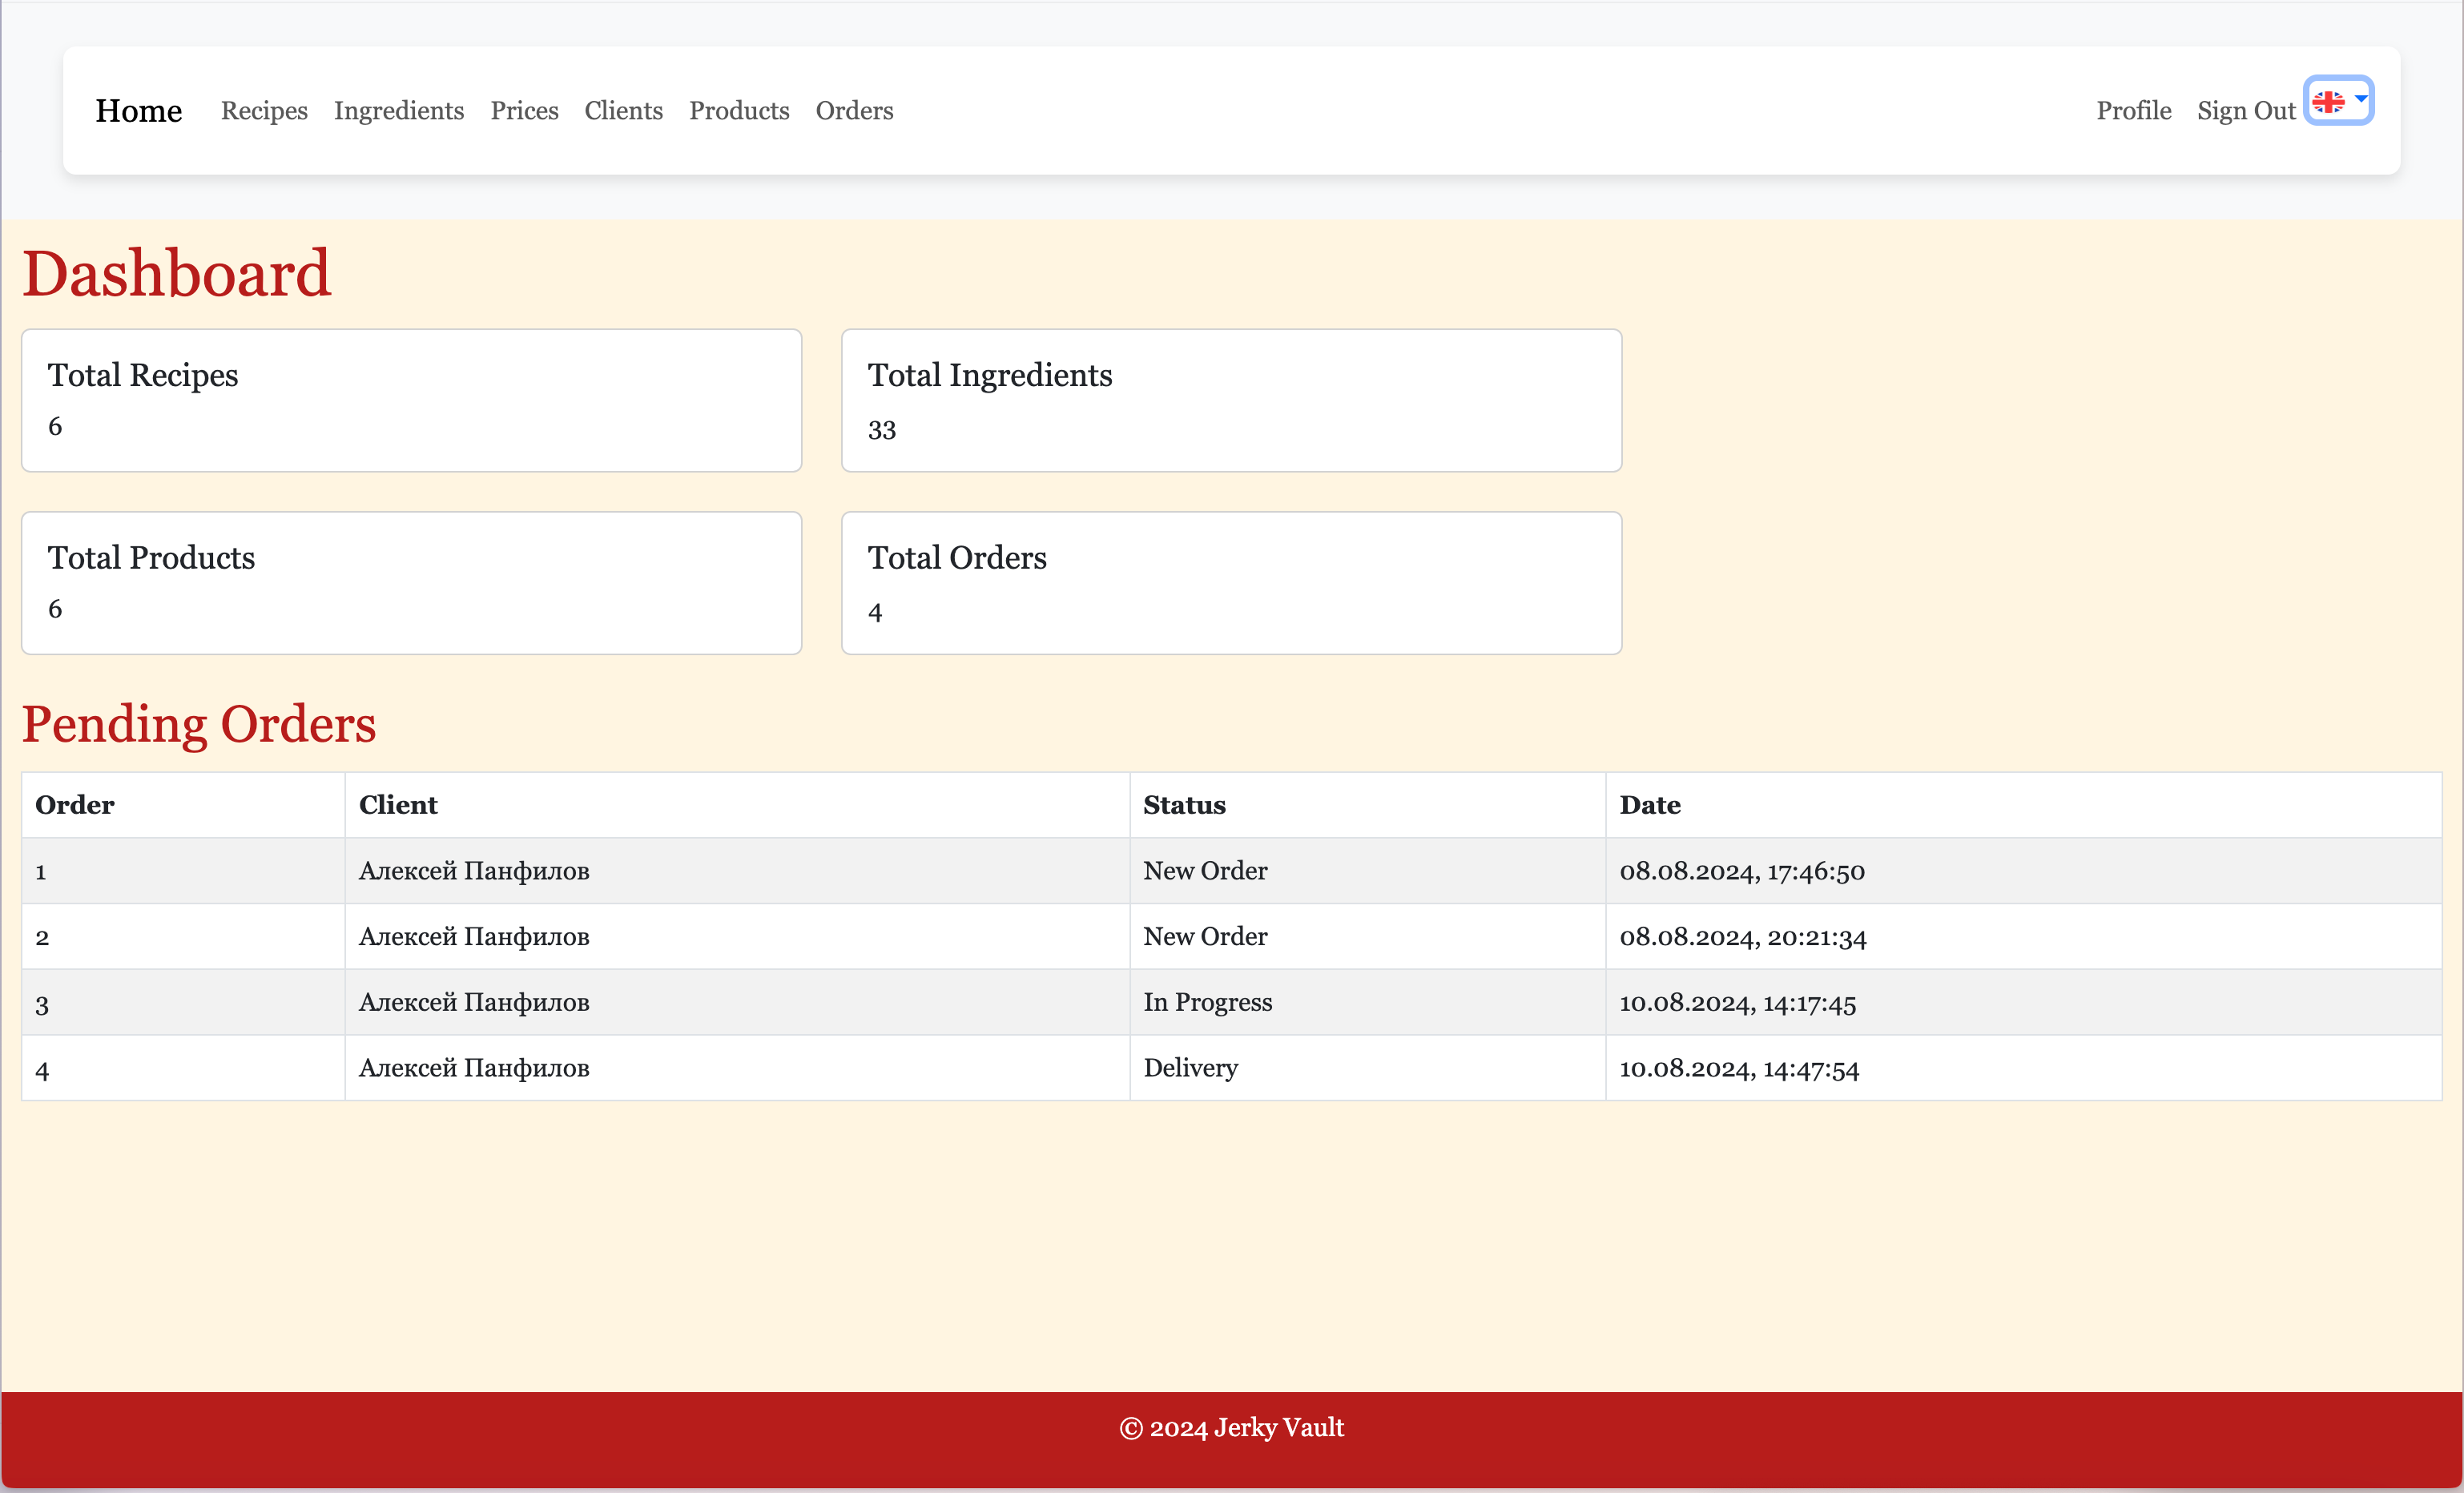 Home Recipes Ingredients Prices Clients Products Orders Profile Sign Out
Dashboard
Total Recipes
6
Total Ingredients
33
Total Products
6
Total Orders
4
Pending Orders
Order Client Status Date
1 Алексей Панфилов New Order 08.08.2024, 17:46:50
2 Алексей Панфилов New Order 08.08.2024, 20:21:34
3 Алексей Панфилов In Progress 10.08.2024, 14:17:45
4 Алексей Панфилов Delivery 10.08.2024, 14:47:54
© 2024 Jerky Vault